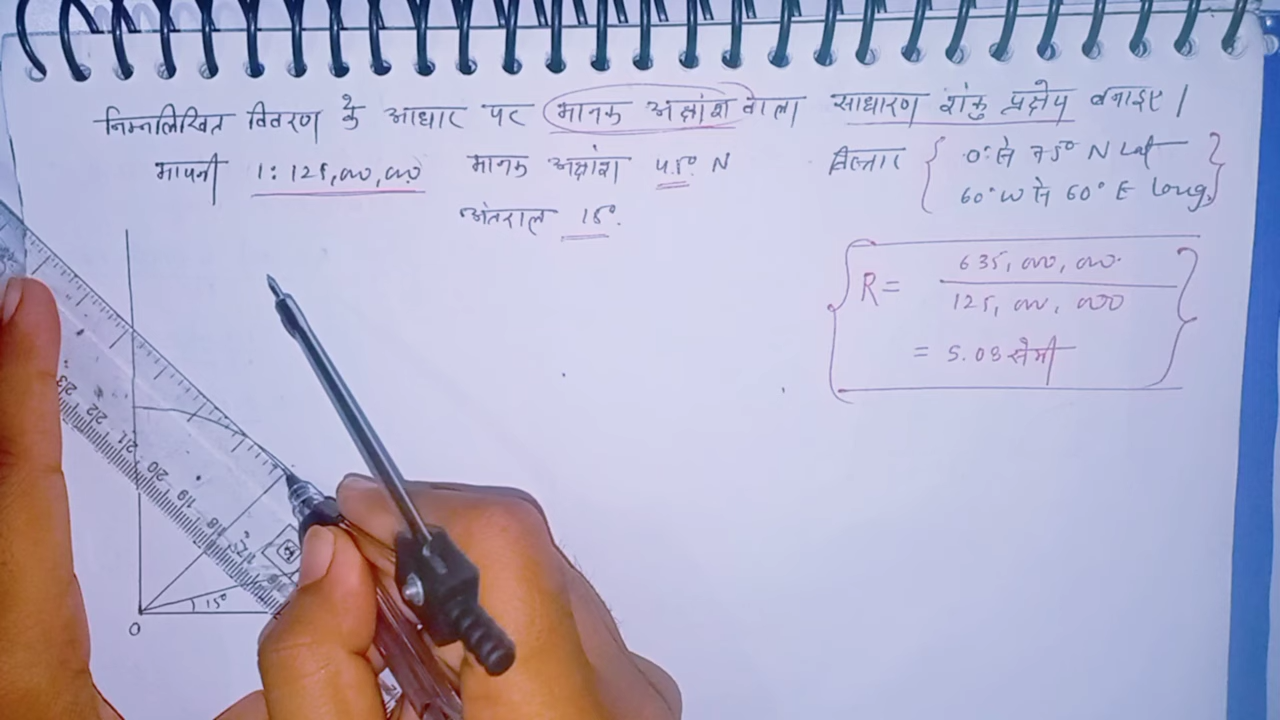 निम्नलिखित विवरण के आधार पर मानक अक्षांश वाला साधारण शंकु प्रक्षेप बनाइए।
मापनी 1:125,000,000 मानक अक्षांश 45° N विस्तार 0° से 75° N Lat
60° W से 60° E Long
अंतराल 15°.
R = 635,000,000
125,000,000
= 5.08 सेमी
15°
O